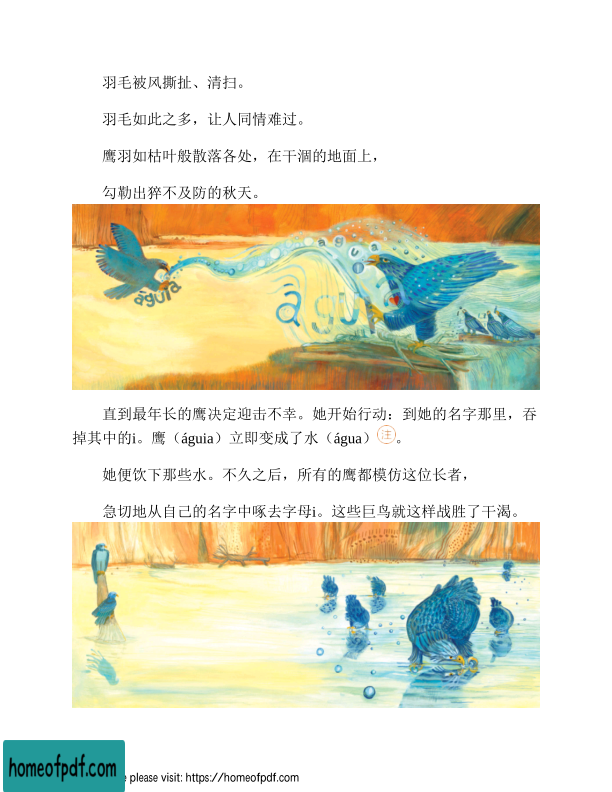 羽毛被风撕扯、清扫。
羽毛如此之多，让人同情难过。
鹰羽如枯叶般散落各处，在干涸的地面上，
勾勒出猝不及防的秋天。
a g u
águia
á g u
直到最年长的鹰决定迎击不幸。她开始行动：到她的名字那里，吞
掉其中的i。鹰（águia）立即变成了水（água）注。
她便饮下那些水。不久之后，所有的鹰都模仿这位长者，
急切地从自己的名字中啄去字母i。这些巨鸟就这样战胜了干渴。
homeofpdf.com
e please visit: https://homeofpdf.com